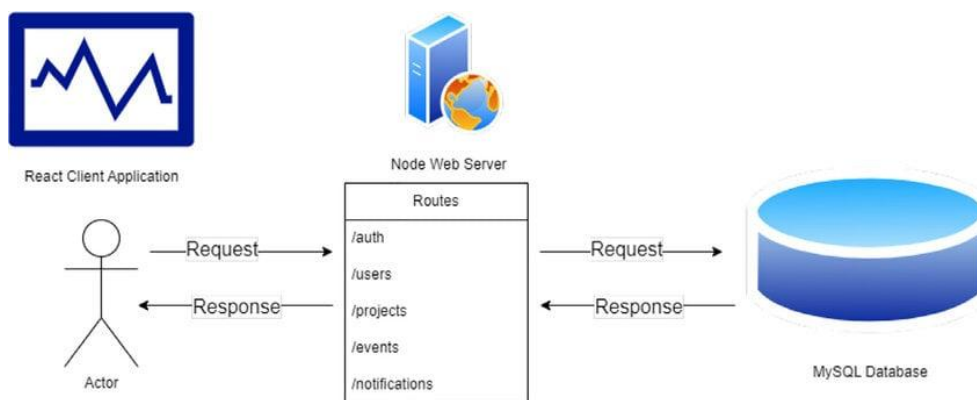 React Client Application
Node Web Server
Routes
/auth
/users
/projects
/events
/notifications
Request
Response
Request
Response
Actor
MySQL Database